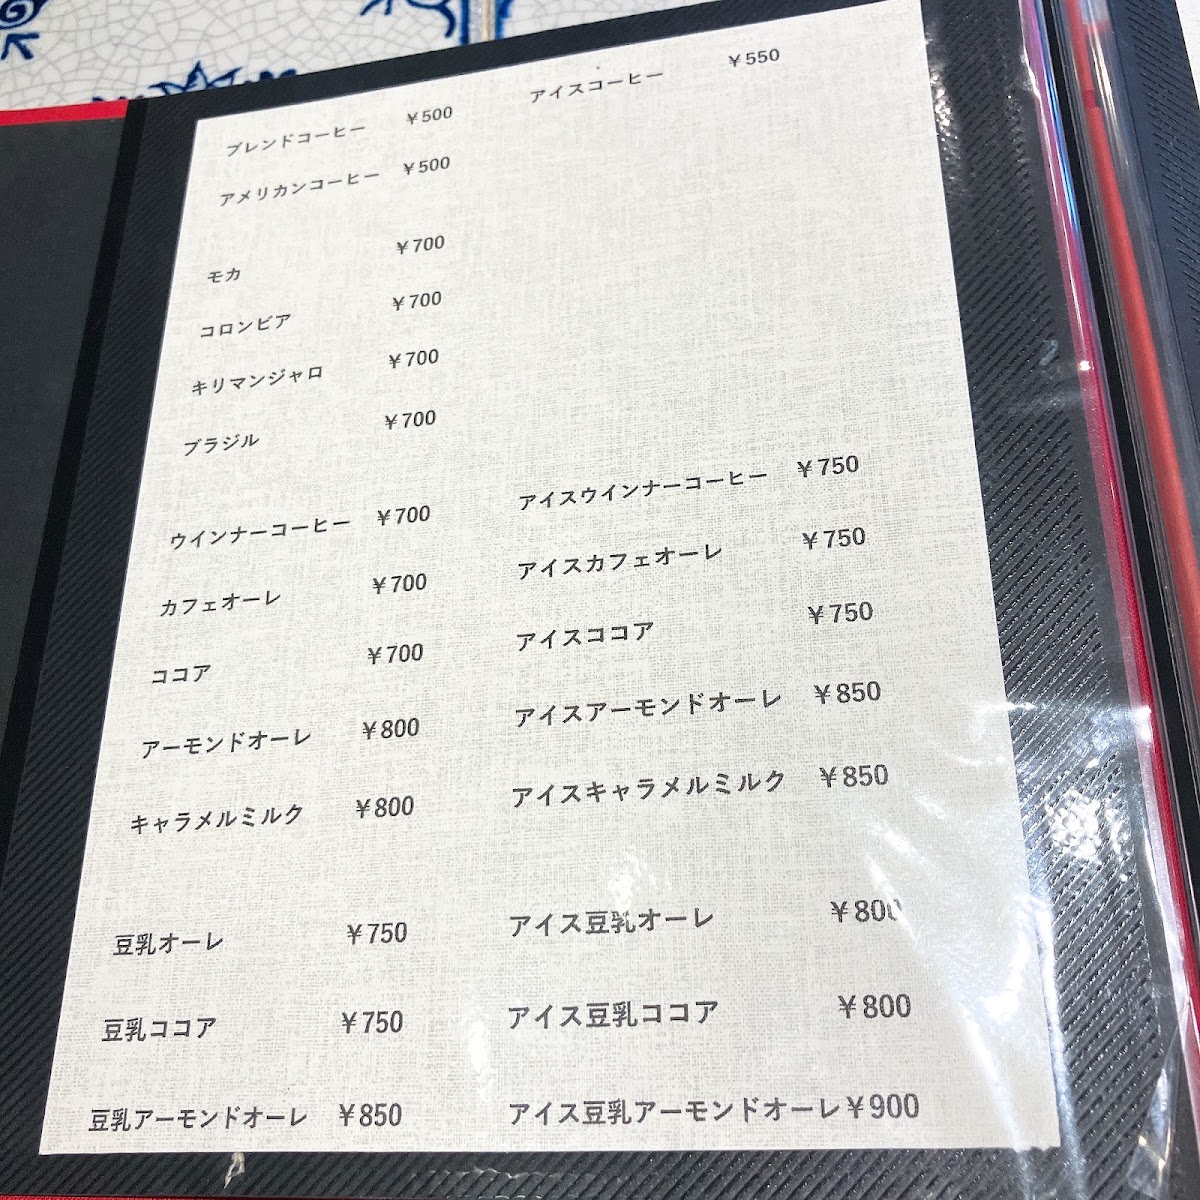 ブレンドコーヒー ¥500 アイスコーヒー ¥550
アメリカンコーヒー ¥500
モカ ¥700
コロンビア ¥700
キリマンジャロ ¥700
ブラジル ¥700
ウインナーコーヒー ¥700 アイスウインナーコーヒー ¥750
カフェオーレ ¥700 アイスカフェオーレ ¥750
ココア ¥700 アイスココア ¥750
アーモンドオーレ ¥800 アイスアーモンドオーレ ¥850
キャラメルミルク ¥800 アイスキャラメルミルク ¥850
豆乳オーレ ¥750 アイス豆乳オーレ ¥800
豆乳ココア ¥750 アイス豆乳ココア ¥800
豆乳アーモンドオーレ ¥850 アイス豆乳アーモンドオーレ¥900